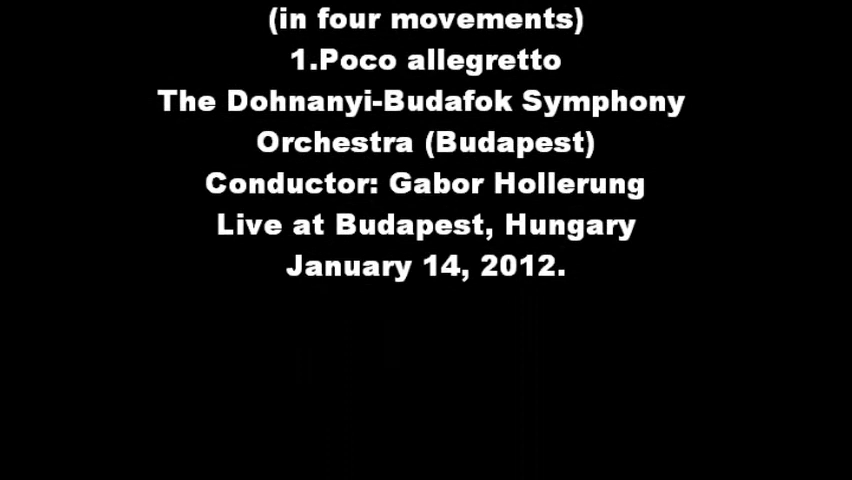 (in four movements)
1.Poco allegretto
The Dohnanyi-Budafok Symphony
Orchestra (Budapest)
Conductor: Gabor Hollerung
Live at Budapest, Hungary
January 14, 2012.